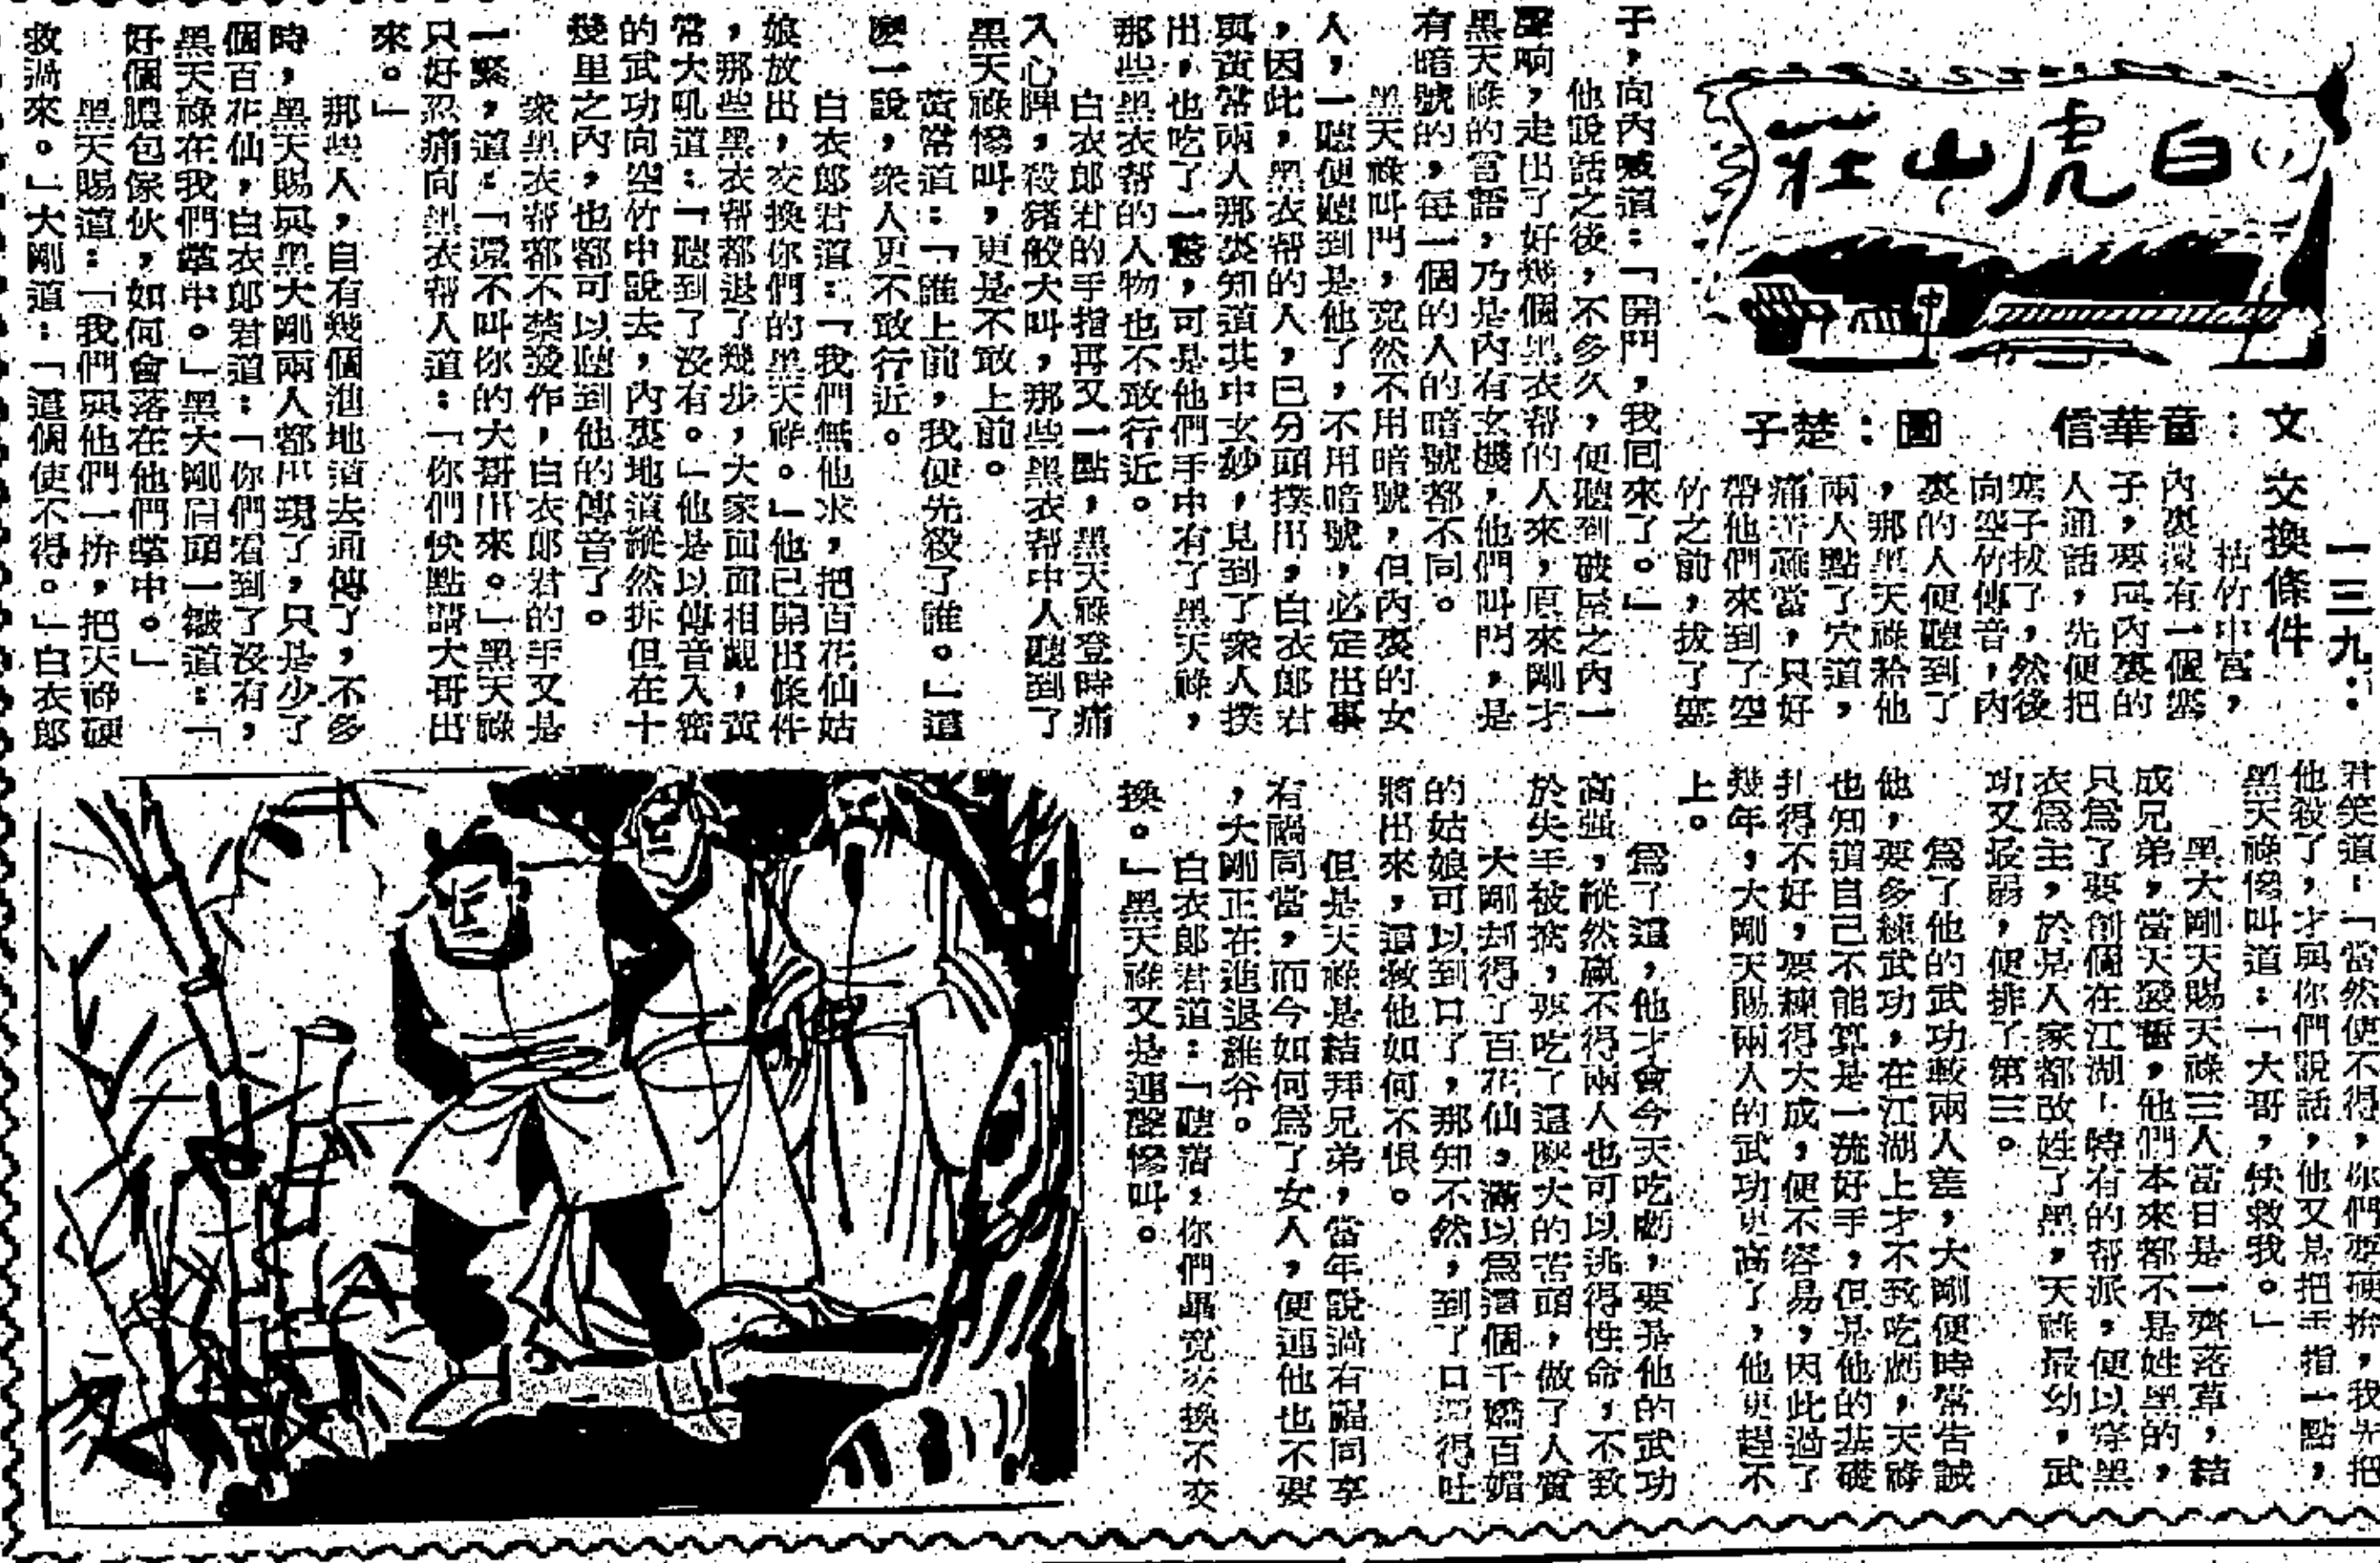 白虎山莊
文：童華信　圖：楚子
一三九：
交換條件
枯竹中宮，
內裏還有一個塞
子，要同內裏的
人通話，先便把
塞子拔了，然後
向空竹傳音，內
裏的人便聽到了
，那黑天祿給他
兩人點了穴道，
痛苦難當，只好
帶他們來到了空
竹之前，拔了塞
子，向內喊道：「開門，我回來了。」
他說話之後，不多久，便聽到破屋之內一
聲响，走出了好幾個黑衣幇的人來，原來剛才
黑天祿的當語，乃是內有玄機，他們叫門，是
有暗號的，每一個的人的暗號都不同。
黑天祿叫門，竟然不用暗號，但內裏的女
人，一聽便聽到是他了，不用暗號，必定出事
，因此，黑衣帮的人，已分頭撲出，白衣郎君
與黃常兩人那裏知道其中玄妙，見到了衆人撲
出，也吃了一驚，可是他們手中有了黑天祿，
那些黑衣幇的人物也不敢行近。
白衣郎君的手指再又一點，黑天祿登時痛
入心脾，殺猪般大叫，那些黑衣幇中人聽到了
黑天祿慘叫，更是不敢上前。
黃常道：「誰上前，我便先殺了誰。」這
麽一說，衆人更不敢行近。
白衣郎君道：「我們無他求，把百花仙姑
娘放出，交換你們的黑天祿。」他已開出條件
，那些黑衣幇都退了幾步，大家面面相覷，黃
常大吼道：「聽到了沒有。」他是以傳音入密
的武功向空竹中說去，內裏地道縱然拆但在十
幾里之內，也都可以聽到他的傳音了。
衆黑衣幇都不禁發作，白衣郎君的手又是
一緊，道：「還不叫你的大哥出來。」黑天祿
只好忍痛向黑衣幇人道：「你們快點請大哥出
來。」
那些人，自有幾個進地道去通傳了，不多
時，黑天賜與黑大剛兩人都出現了，只是少了
個百花仙，白衣郎君道：「你們看到了沒有，
黑天祿在我們掌中。」黑大剛眉頭一皺道：「
好個膿包傢伙，如何會落在他們掌中。」
黑天賜道：「我們與他們一拚，把天祿硬
救過來。」大剛道：「這個使不得。」白衣郎
君笑道：「當然使不得，你們要硬拚，我先把
他殺了，才與你們說話，他又是把手指一點，
黑天祿慘叫道：「大哥，快救我。」
黑大剛天賜天祿三人當日是一齊落草，結
成兄弟，當天發誓，他們本來都不是姓黑的，
只爲了要創個在江湖上特有的幇派，便以穿黑
衣爲主，於是人家都改姓了黑，天祿最幼，武
功又最弱，便排了第三。
爲了他的武功較兩人差，大剛便時常告誡
他，要多練武功，在江湖上才不致吃虧，天祿
也知道自己不能算是一流好手，但是他的基礎
扎得不好，要練得大成，便不容易，因此過了
幾年，大剛天賜兩人的武功更高了，他更趕不
上。
爲了這，他才會今天吃虧，要是他的武功
高强，縱然贏不得兩人也可以逃得性命，不致
於失手被擒，要吃了這麽大的苦頭，做了人質
大剛却得了百花仙，滿以爲這個千嬌百媚
的姑娘可以到口了，那知不然，到了口還得吐
將出來，這教他如何不恨。
但是天祿是結拜兄弟，當年說過有福同享
有禍同當，而今如何爲了女人，便連他也不要
，大剛正在進退維谷。
白衣郎君道：「聽着，你們畢竟交換不交
換。」黑天祿又是連聲慘叫。